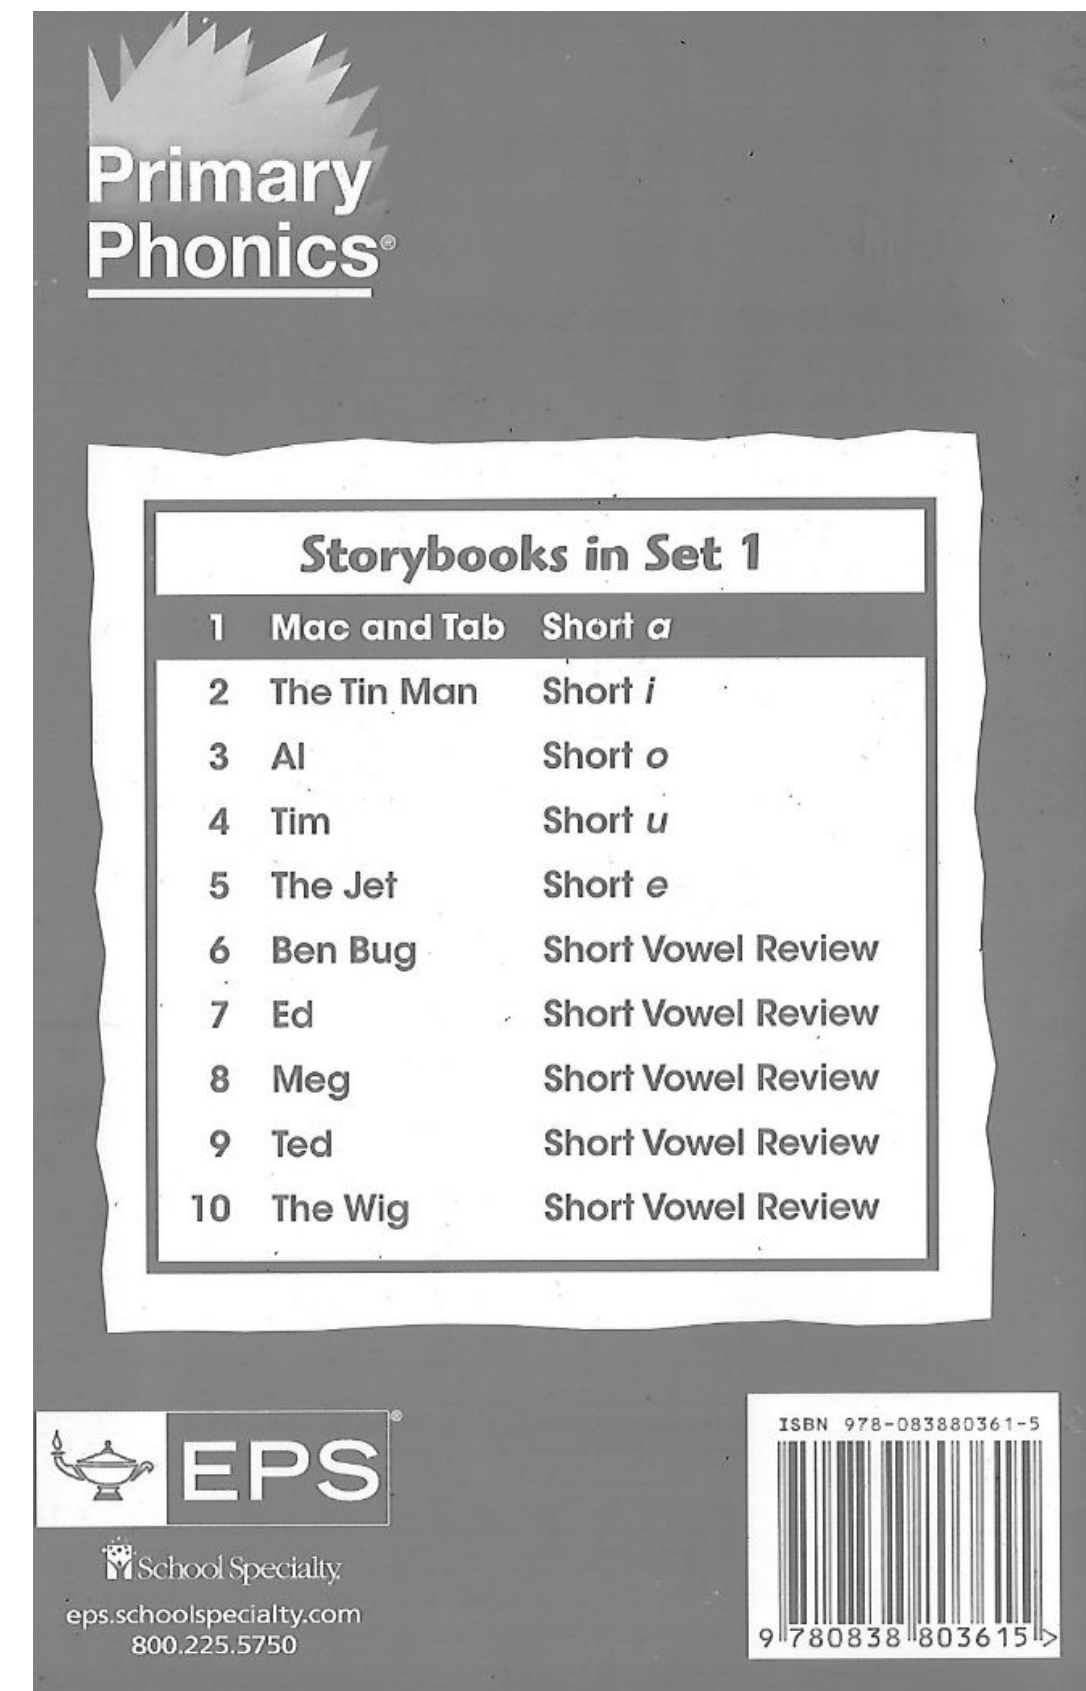 Primary
Phonics®
Storybooks in Set 1
1 Mac and Tab Short a
2 The Tin Man Short i
3 Al Short o
4 Tim Short u
5 The Jet Short e
6 Ben Bug Short Vowel Review
7 Ed Short Vowel Review
8 Meg Short Vowel Review
9 Ted Short Vowel Review
10 The Wig Short Vowel Review
EPS®
School Specialty.
eps.schoolspecialty.com
800.225.5750
ISBN 978-083880361-5
9 780838 803615 >